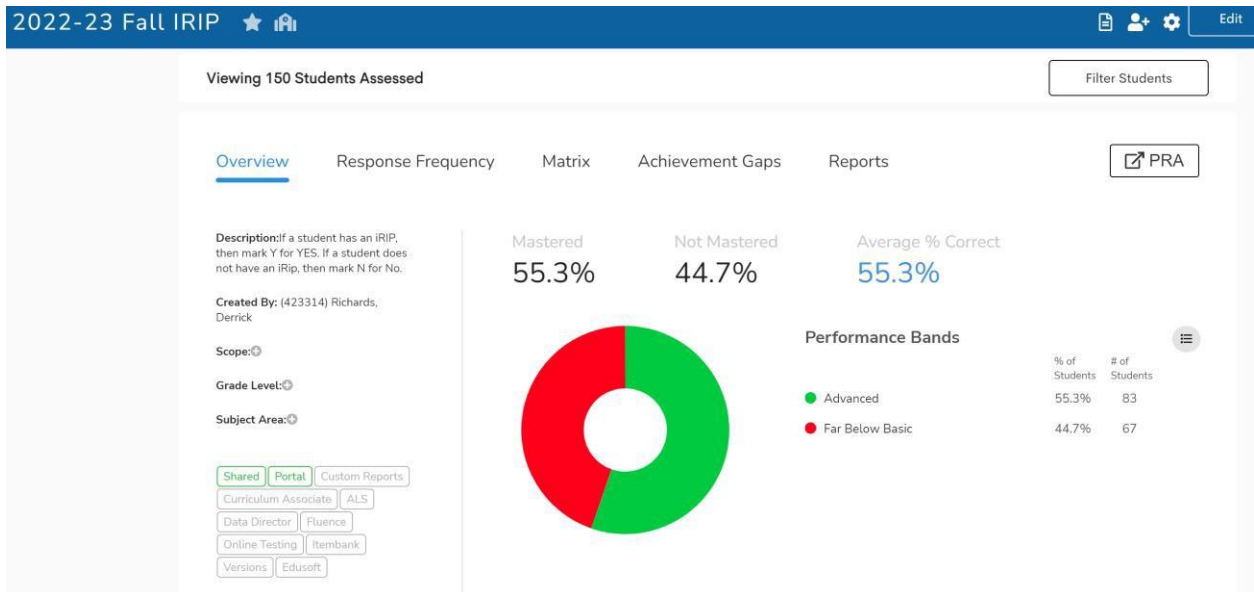 2022-23 Fall IRIP
Edit
Viewing 150 Students Assessed
Filter Students
Overview
Response Frequency
Matrix
Achievement Gaps
Reports
PRA
Description:If a student has an iRIP,
then mark Y for YES. If a student does
not have an iRip, then mark N for No.
Created By: (423314) Richards,
Derrick
Scope:
Grade Level:
Subject Area:
Shared Portal Custom Reports
Curriculum Associate ALS
Data Director Fluence
Online Testing Itembank
Versions Edusoft
Mastered
55.3%
Not Mastered
44.7%
Average % Correct
55.3%
Performance Bands
% of
Students
# of
Students
Advanced 55.3% 83
Far Below Basic 44.7% 67